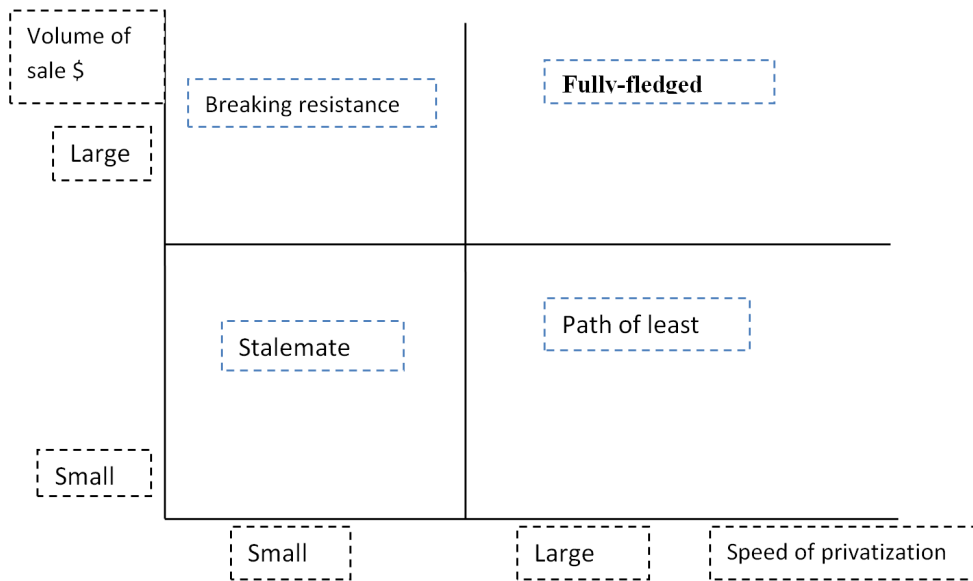 Volume of
sale $
Breaking resistance
Fully-fledged
Large
Stalemate
Path of least
Small
Small
Large
Speed of privatization